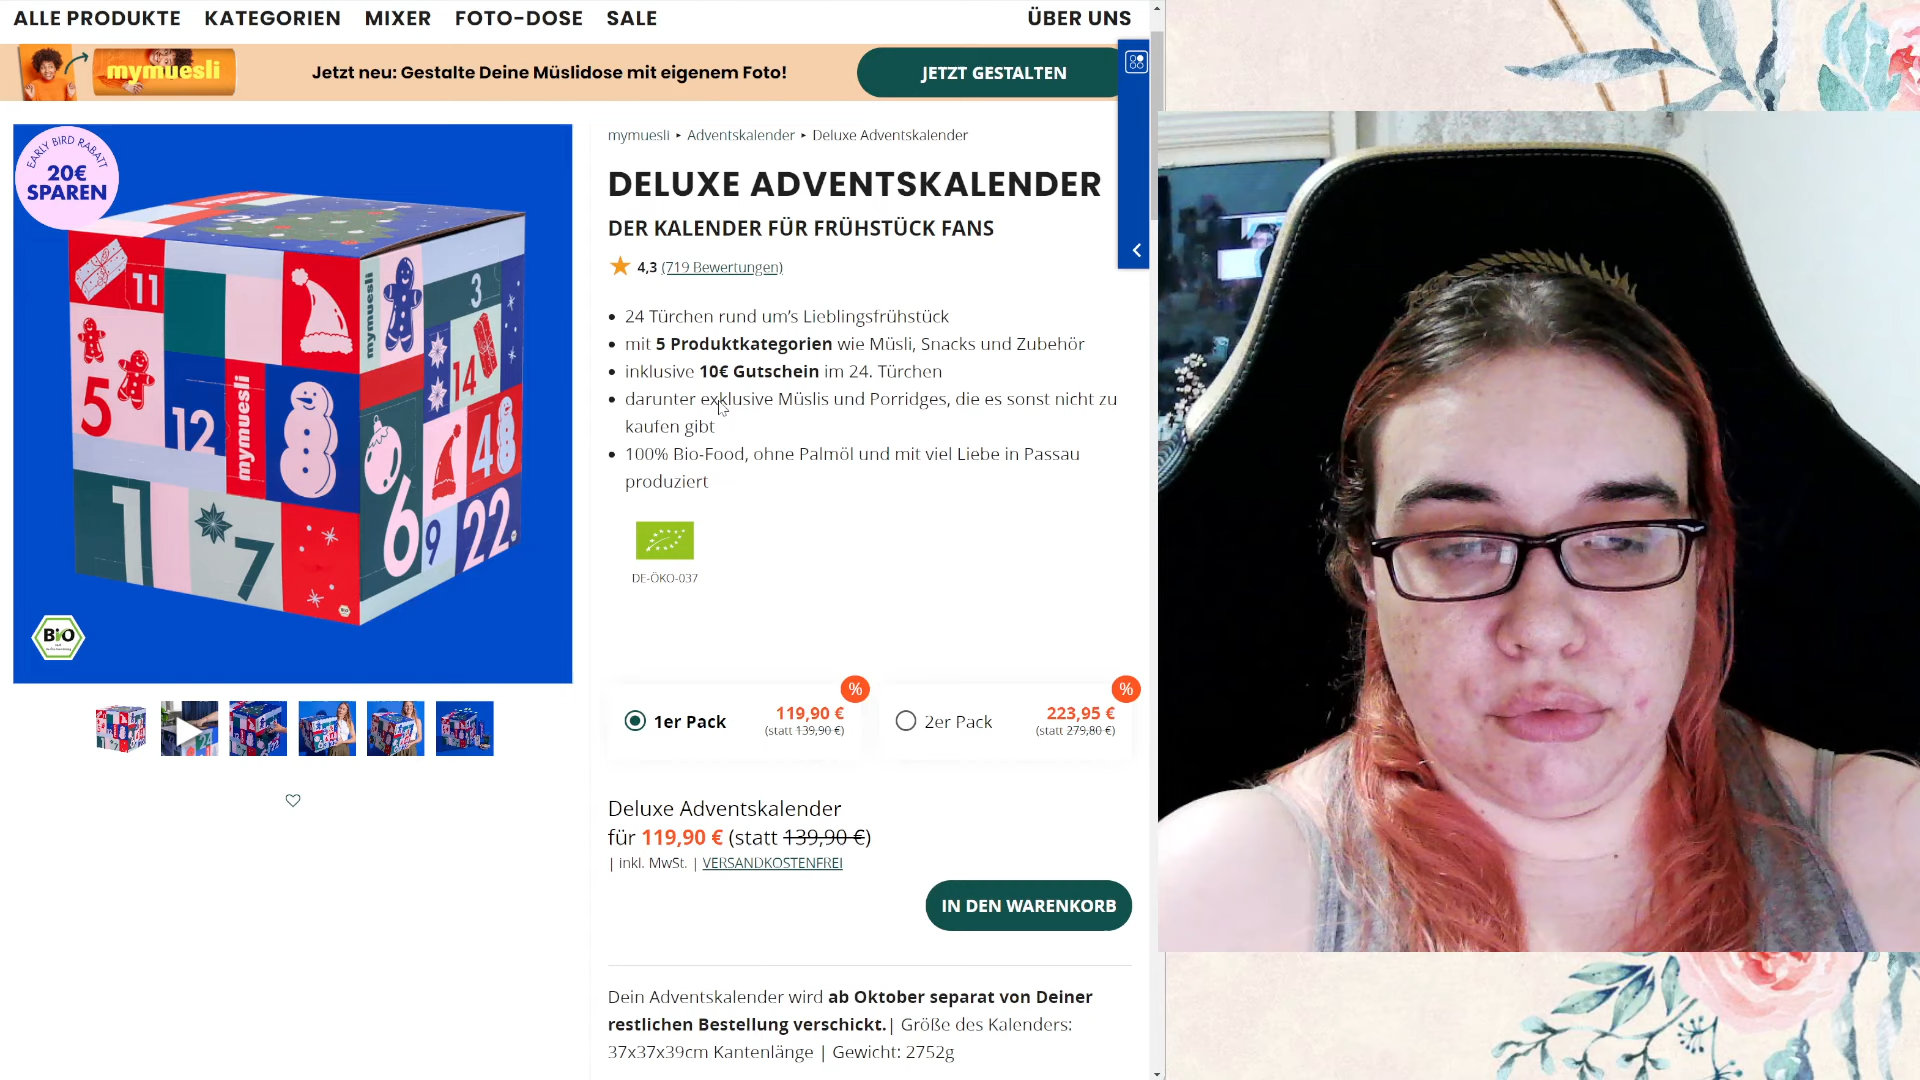 ALLE PRODUKTE KATEGORIEN MIXER FOTO-DOSE SALE ÜBER UNS
mymuesli
Jetzt neu: Gestalte Deine Müslidose mit eigenem Foto!
JETZT GESTALTEN
EARLY BIRD RABATT
20€
SPAREN
24
11
mymuesli
3
14
5
12
mymuesli
48
1
7
6
9
22
BIO
mymuesli ▸ Adventskalender ▸ Deluxe Adventskalender
DELUXE ADVENTSKALENDER
DER KALENDER FÜR FRÜHSTÜCK FANS
4,3 (719 Bewertungen)
• 24 Türchen rund um's Lieblingsfrühstück
• mit 5 Produktkategorien wie Müsli, Snacks und Zubehör
• inklusive 10€ Gutschein im 24. Türchen
• darunter exklusive Müslis und Porridges, die es sonst nicht zu
kaufen gibt
• 100% Bio-Food, ohne Palmöl und mit viel Liebe in Passau
produziert
DE-ÖKO-037
%
1er Pack 119,90 €
(statt 139,90 €)
%
2er Pack 223,95 €
(statt 279,80 €)
Deluxe Adventskalender
für 119,90 € (statt 139,90 €)
| inkl. MwSt. | VERSANDKOSTENFREI
IN DEN WARENKORB
Dein Adventskalender wird ab Oktober separat von Deiner
restlichen Bestellung verschickt.| Größe des Kalenders:
37x37x39cm Kantenlänge | Gewicht: 2752g